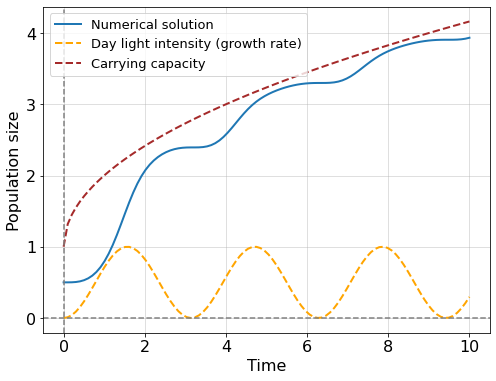 Numerical solution
Day light intensity (growth rate)
Carrying capacity
Population size
4
3
2
1
0
0 2 4 6 8 10
Time